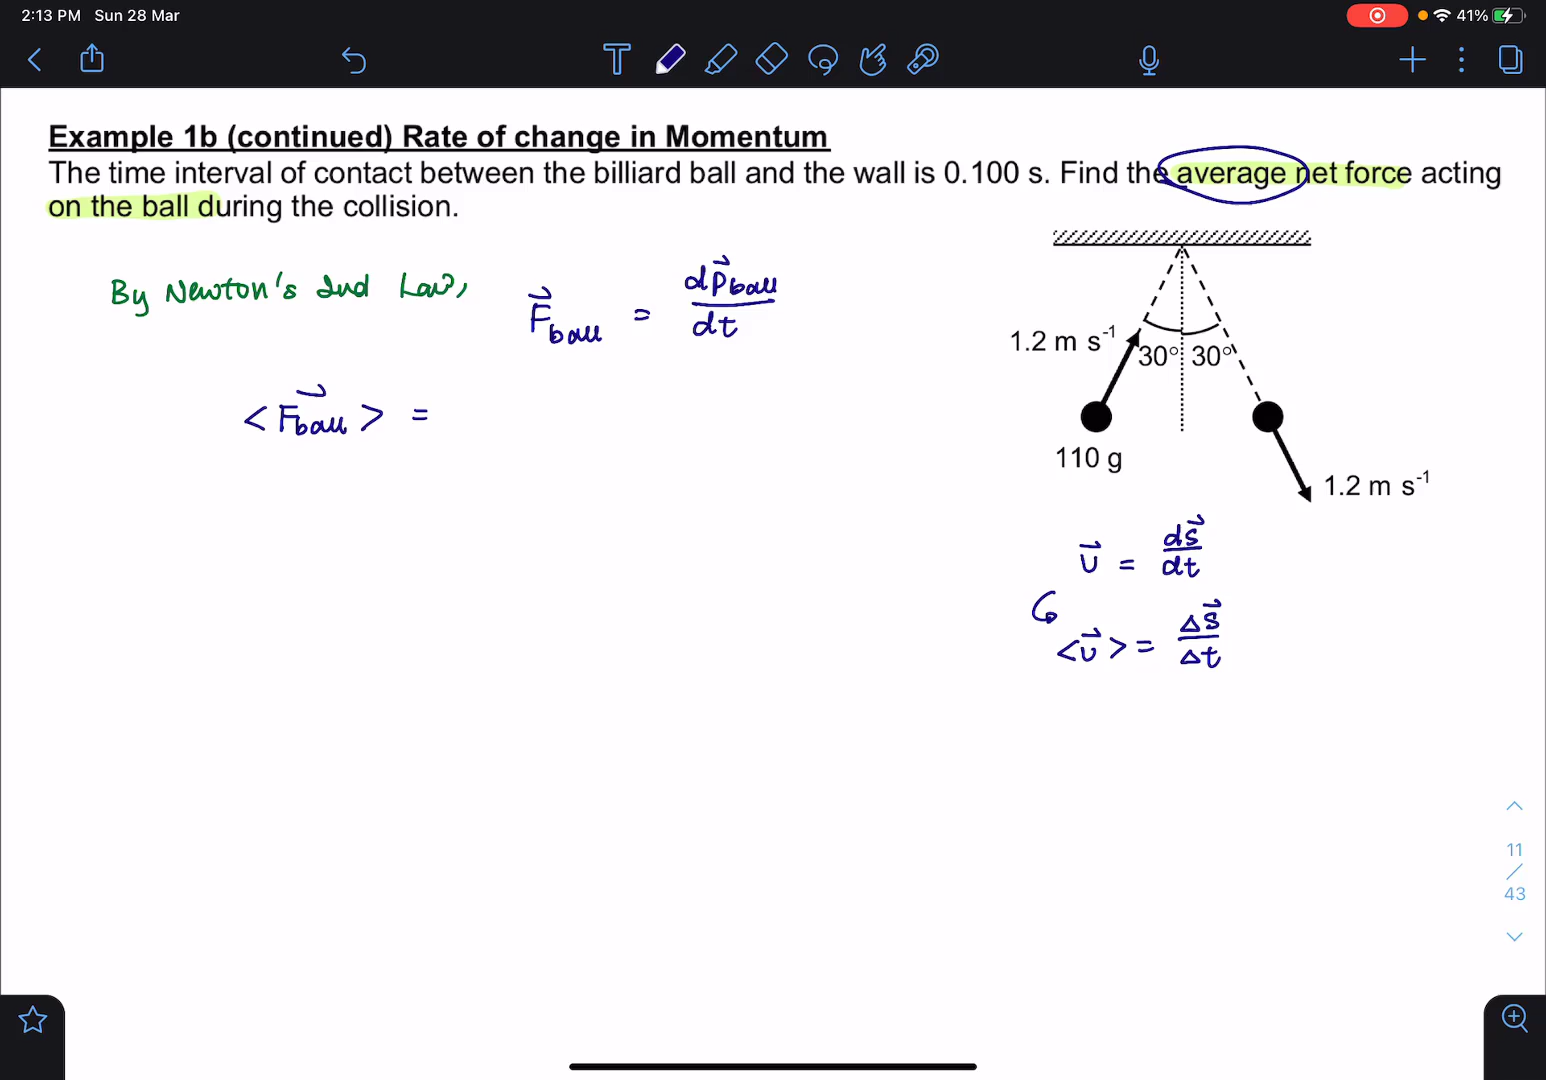 2:13 PM Sun 28 Mar
41%
Example 1b (continued) Rate of change in Momentum
The time interval of contact between the billiard ball and the wall is 0.100 s. Find the average net force acting
on the ball during the collision.
By Newton's 2nd Law, F⃗ball = dp⃗ball/dt
<F⃗ball> =
1.2 m s⁻¹
30° 30°
110 g
1.2 m s⁻¹
v⃗ = ds⃗/dt
<v⃗> = Δs⃗/Δt
11
/
43